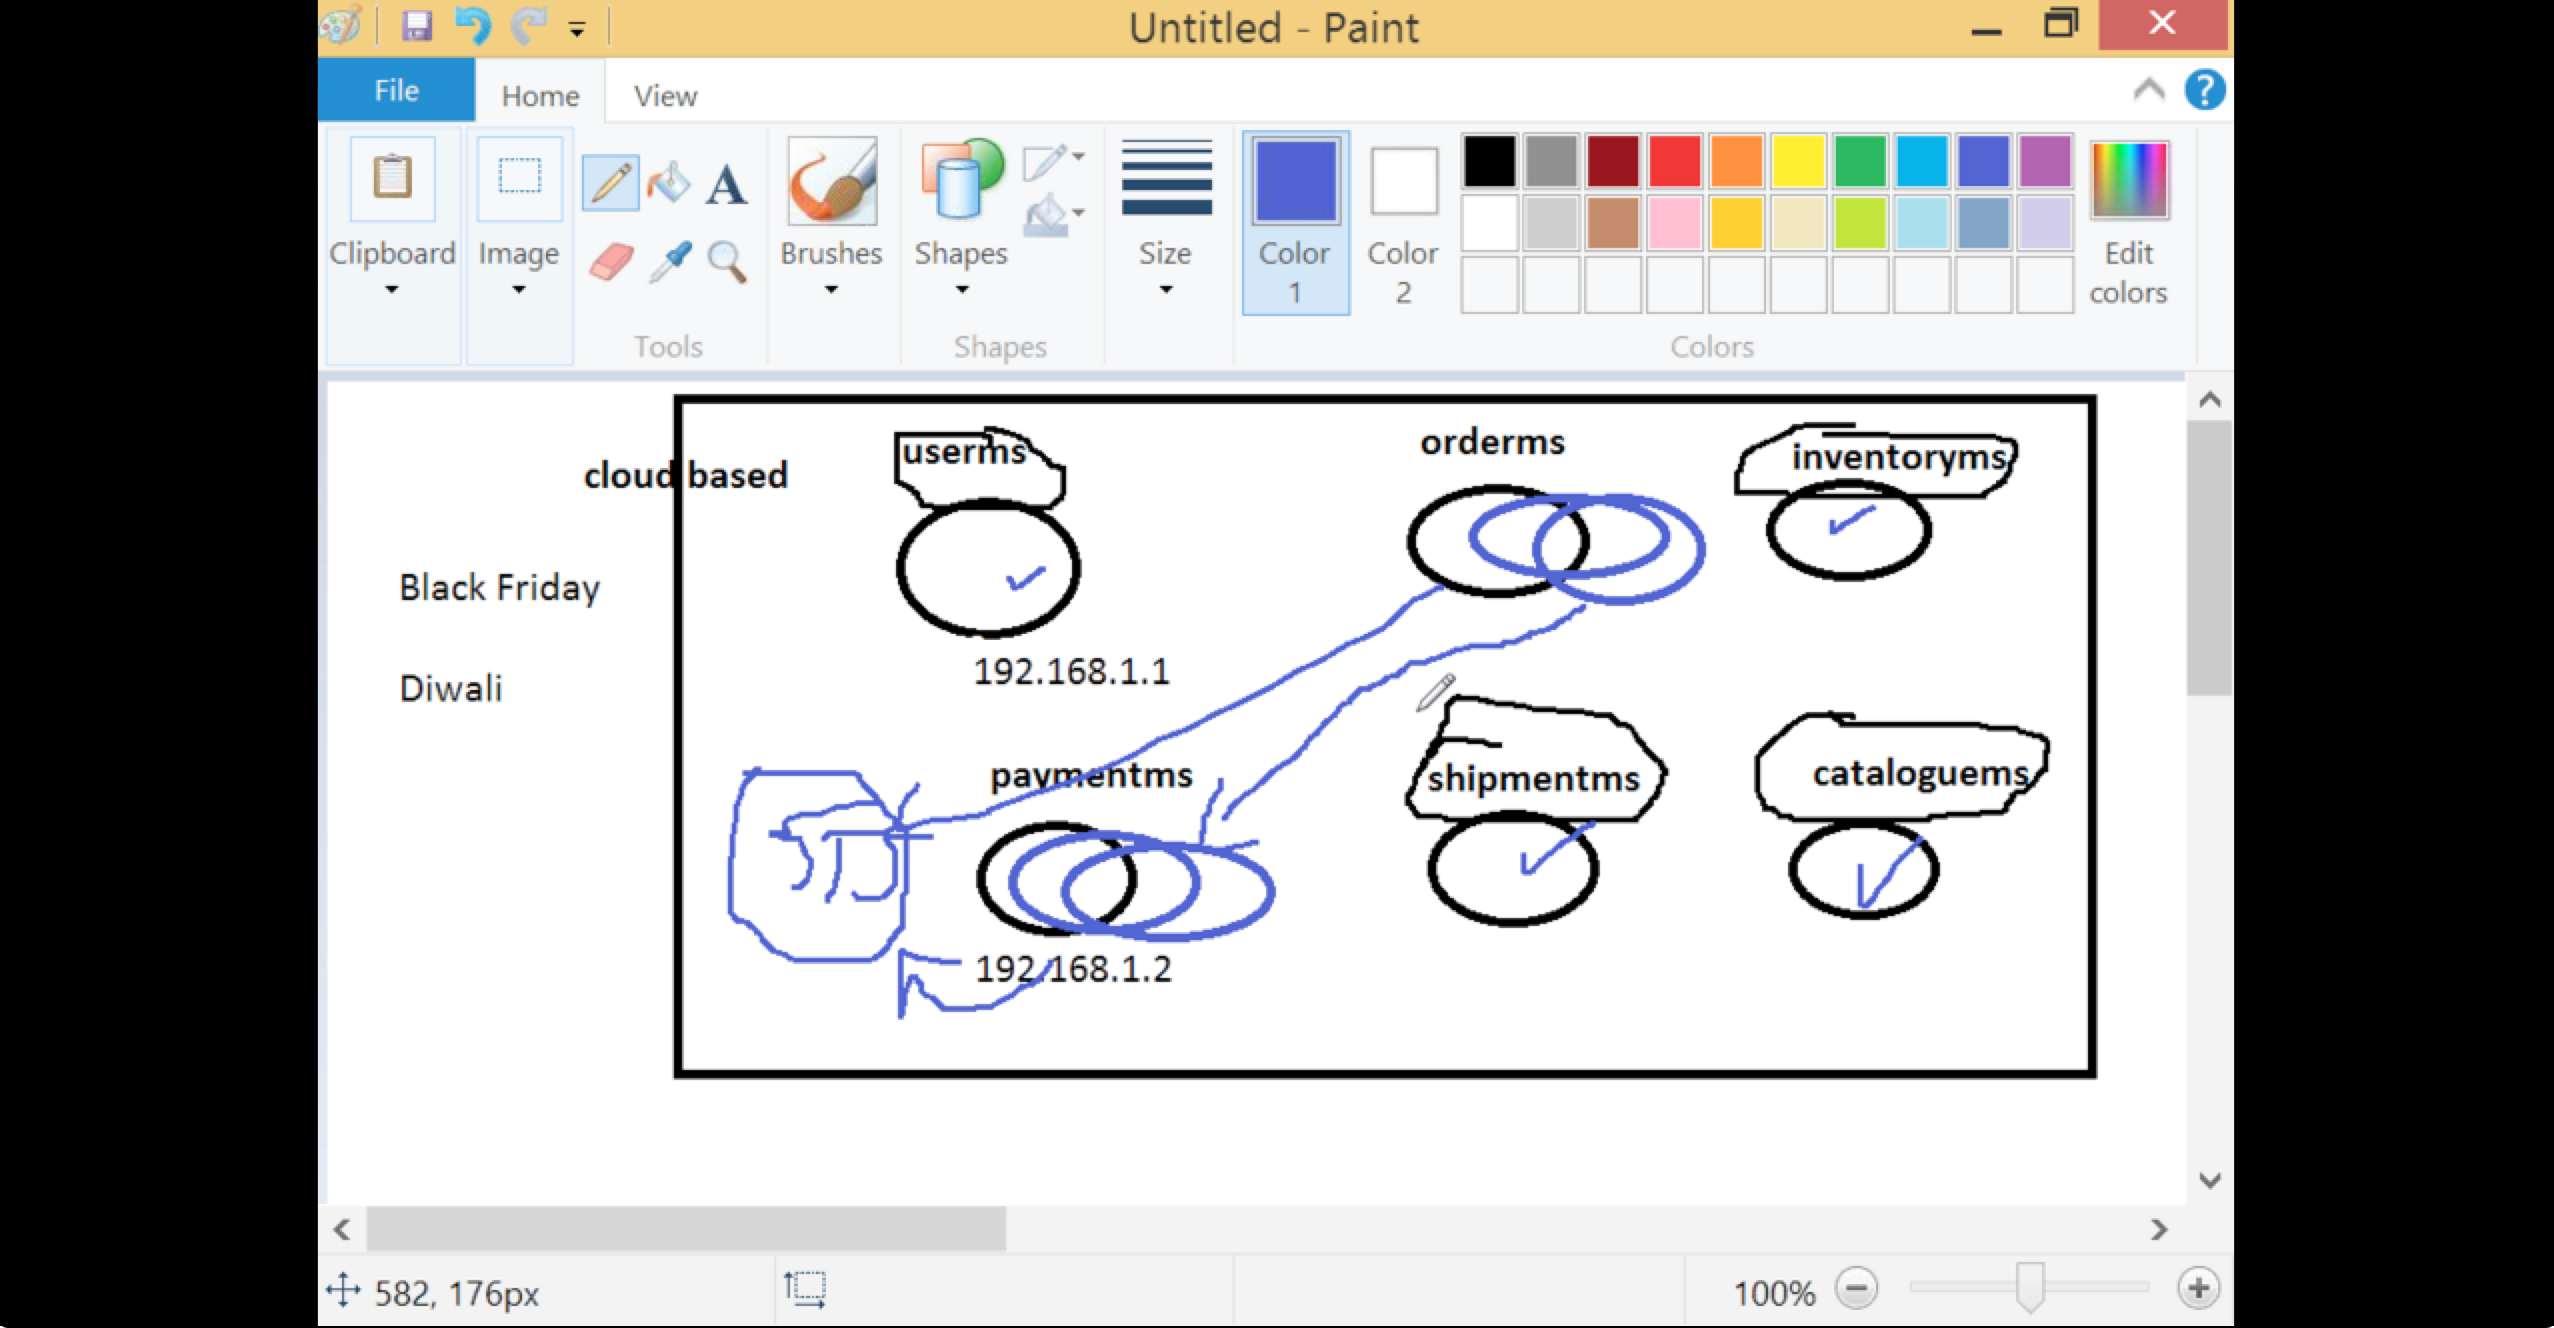 Untitled - Paint
File Home View
Clipboard Image Brushes Shapes Size Color 1 Color 2 Edit colors
Tools Shapes Colors
userms orderms inventoryms
cloud based
Black Friday
192.168.1.1
Diwali
paymentms shipmentms cataloguems
192.168.1.2
582, 176px 100%